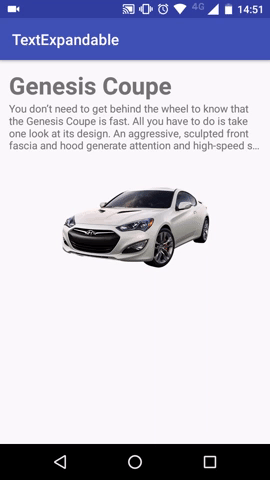 4G 14:51
TextExpandable
Genesis Coupe
You don’t need to get behind the wheel to know that
the Genesis Coupe is fast. All you have to do is take
one look at its design. An aggressive, sculpted front
fascia and hood generate attention and high-speed s…